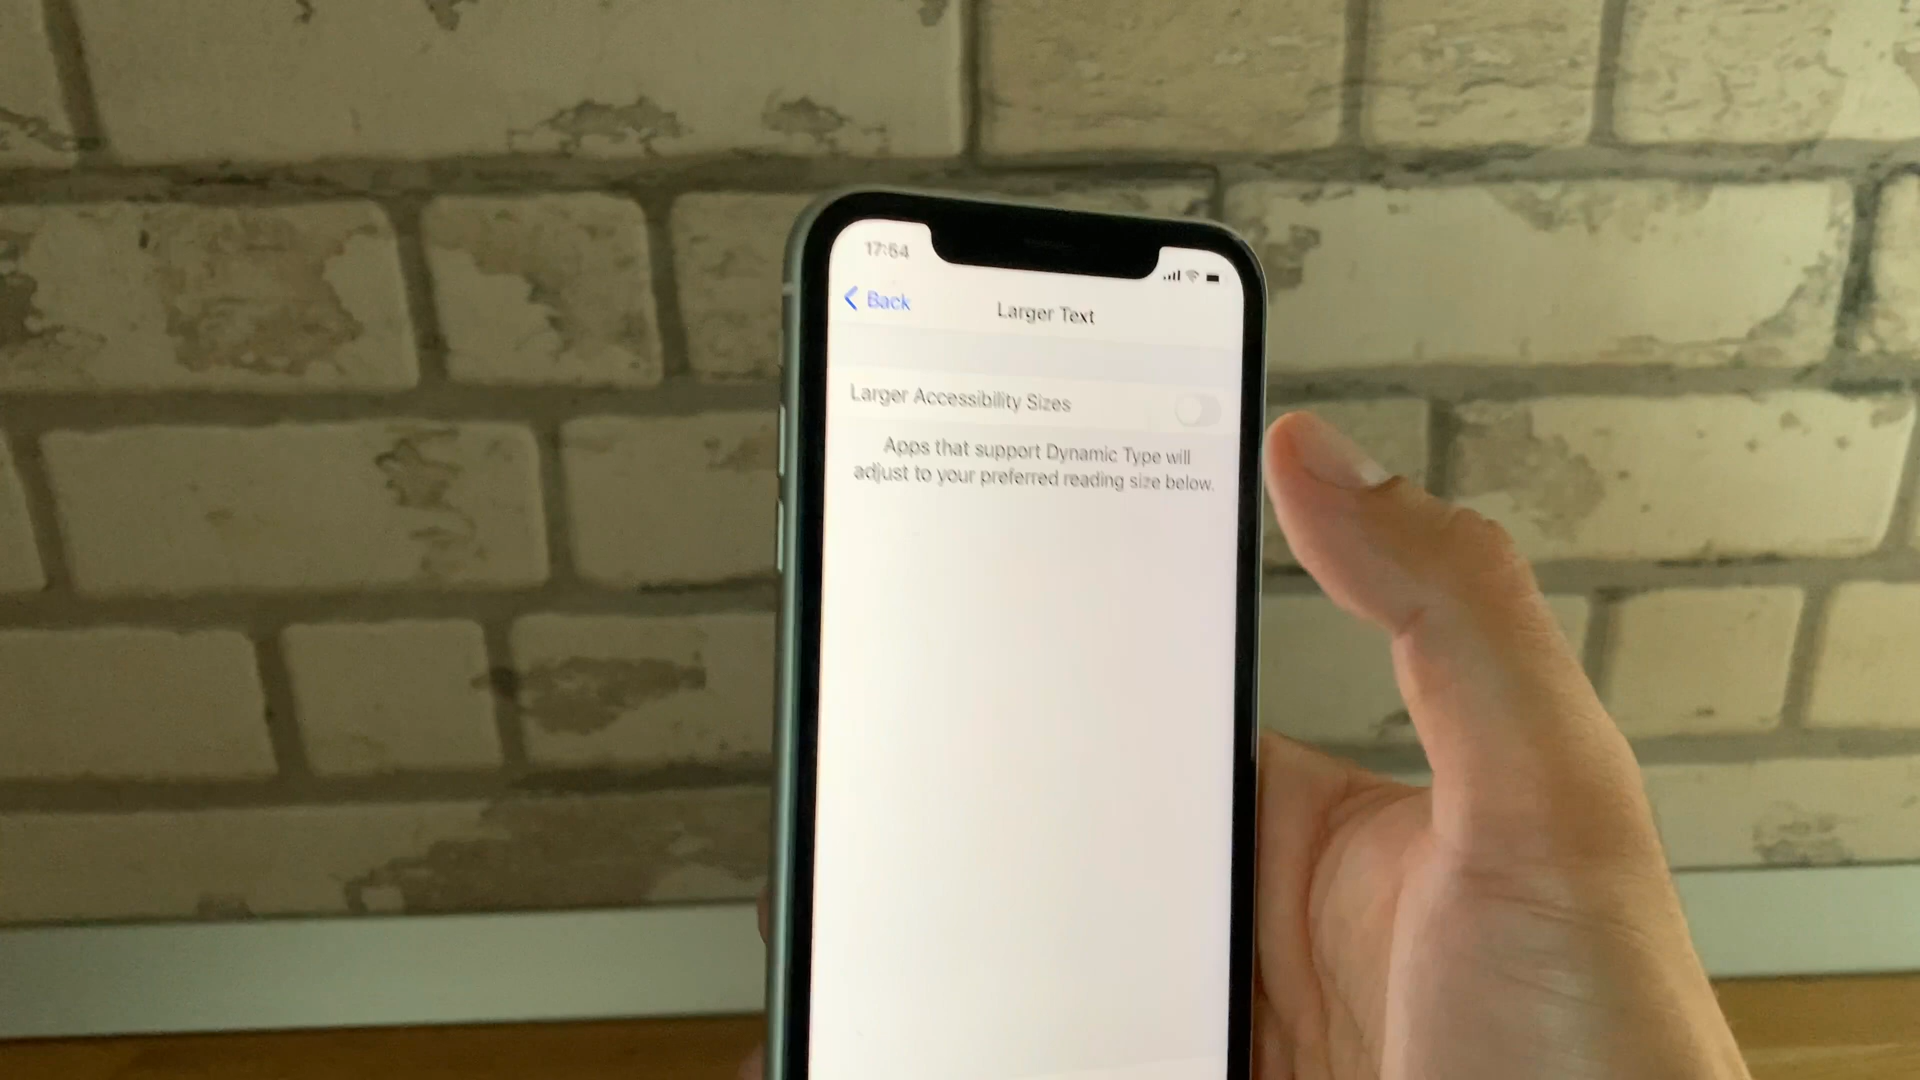 17:54
Back
Larger Text
Larger Accessibility Sizes
Apps that support Dynamic Type will
adjust to your preferred reading size below.